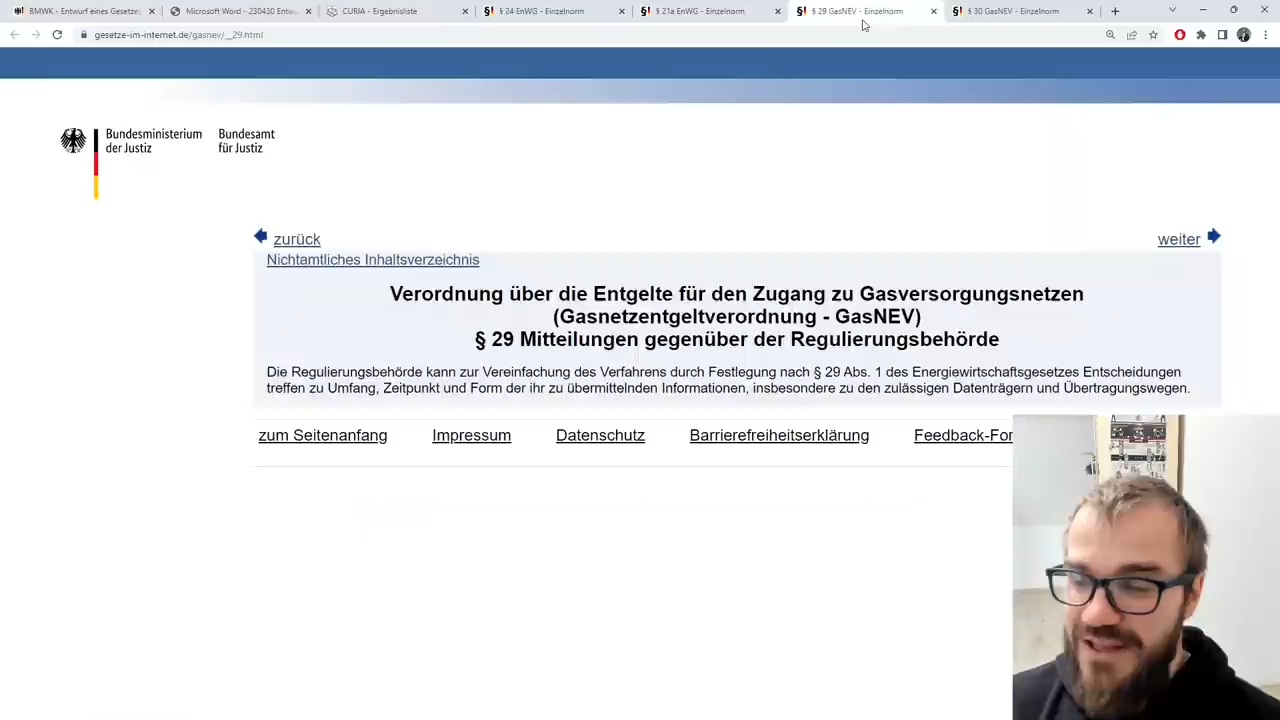 BMWK - Entwurf eines Gesetze
Microsoft Word - 230430 Entw
CURIA - Ergebnisliste
§ 24 EnWG - Einzelnorm
§ 21a EnWG - Einzelnorm
§ 29 GasNEV - Einzelnorm
§ 30 GasNEV - Einzelnorm
gesetze-im-internet.de/gasnev/__29.html
Bundesministerium der Justiz
Bundesamt für Justiz
zurück
weiter
Nichtamtliches Inhaltsverzeichnis
Verordnung über die Entgelte für den Zugang zu Gasversorgungsnetzen
(Gasnetzentgeltverordnung - GasNEV)
§ 29 Mitteilungen gegenüber der Regulierungsbehörde
Die Regulierungsbehörde kann zur Vereinfachung des Verfahrens durch Festlegung nach § 29 Abs. 1 des Energiewirtschaftsgesetzes Entscheidungen
treffen zu Umfang, Zeitpunkt und Form der ihr zu übermittelnden Informationen, insbesondere zu den zulässigen Datenträgern und Übertragungswegen.
zum Seitenanfang
Impressum
Datenschutz
Barrierefreiheitserklärung
Feedback-For